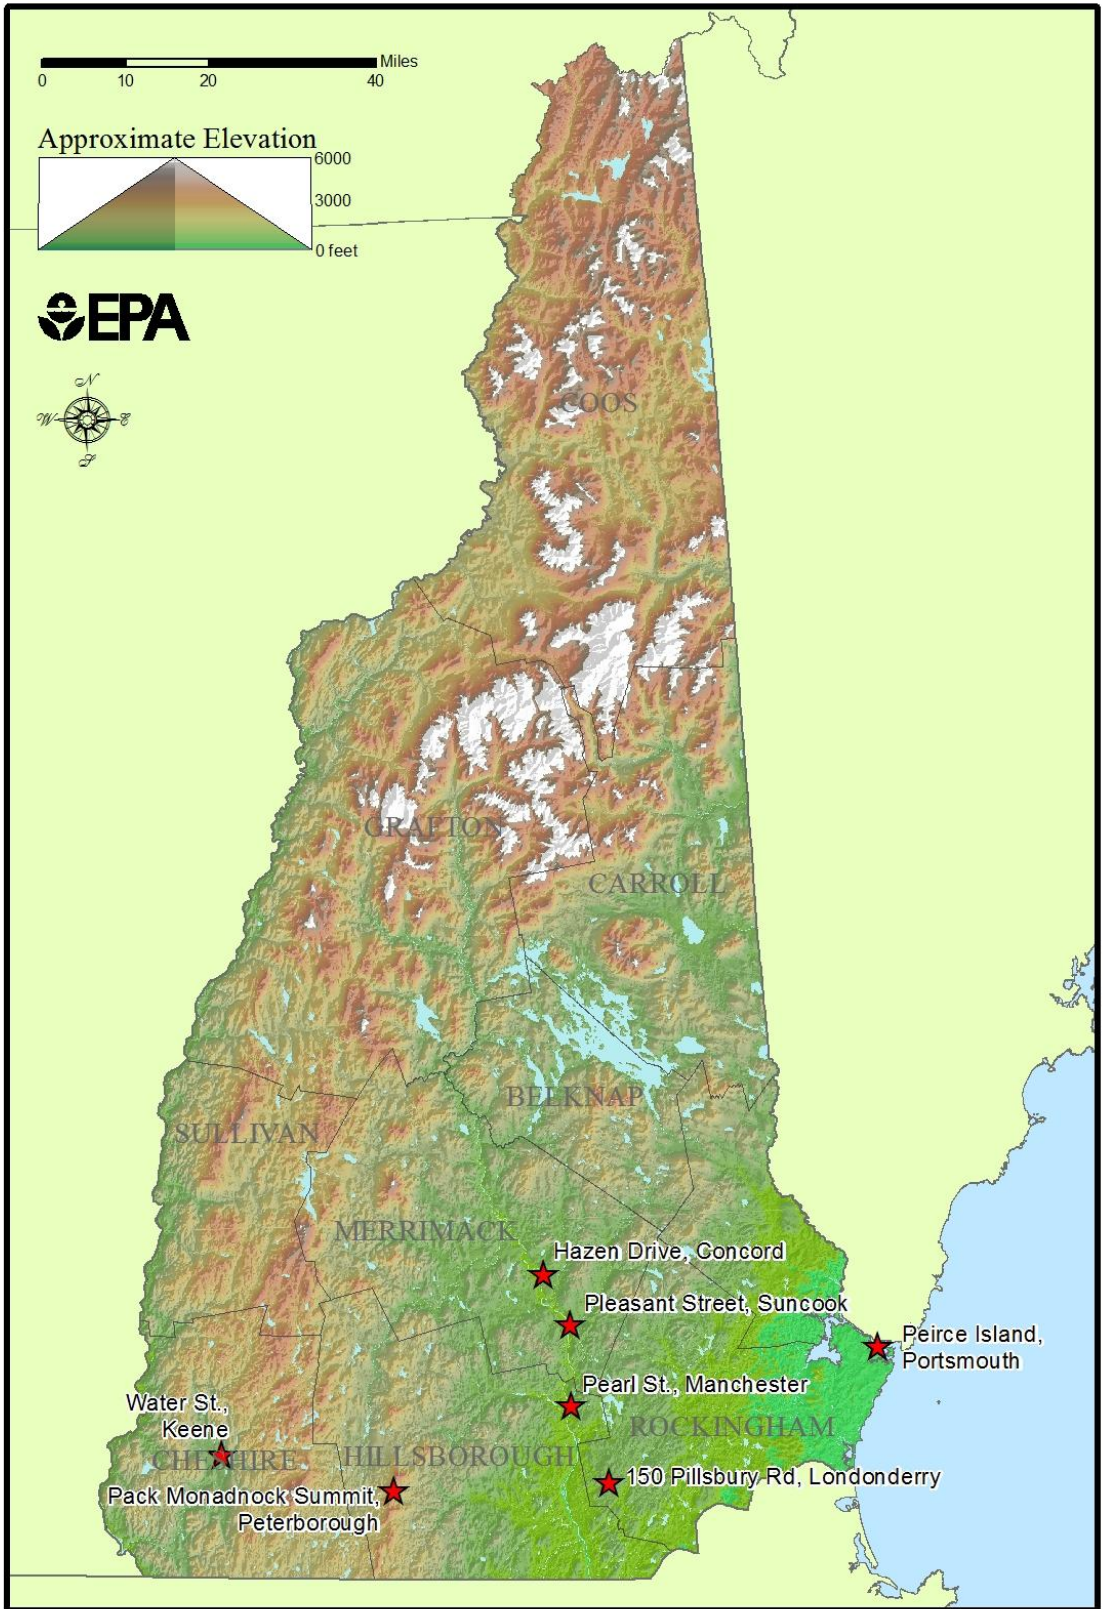 Miles
0 10 20 40
Approximate Elevation
6000
3000
0 feet
EPA
N
W E
S
COOS
GRAFTON
CARROLL
BELKNAP
SULLIVAN
MERRIMACK
Hazen Drive, Concord
Pleasant Street, Suncook
Peirce Island,
Portsmouth
Pearl St., Manchester
Water St.,
Keene
ROCKINGHAM
CHESHIRE
HILLSBOROUGH
150 Pillsbury Rd, Londonderry
Pack Monadnock Summit,
Peterborough